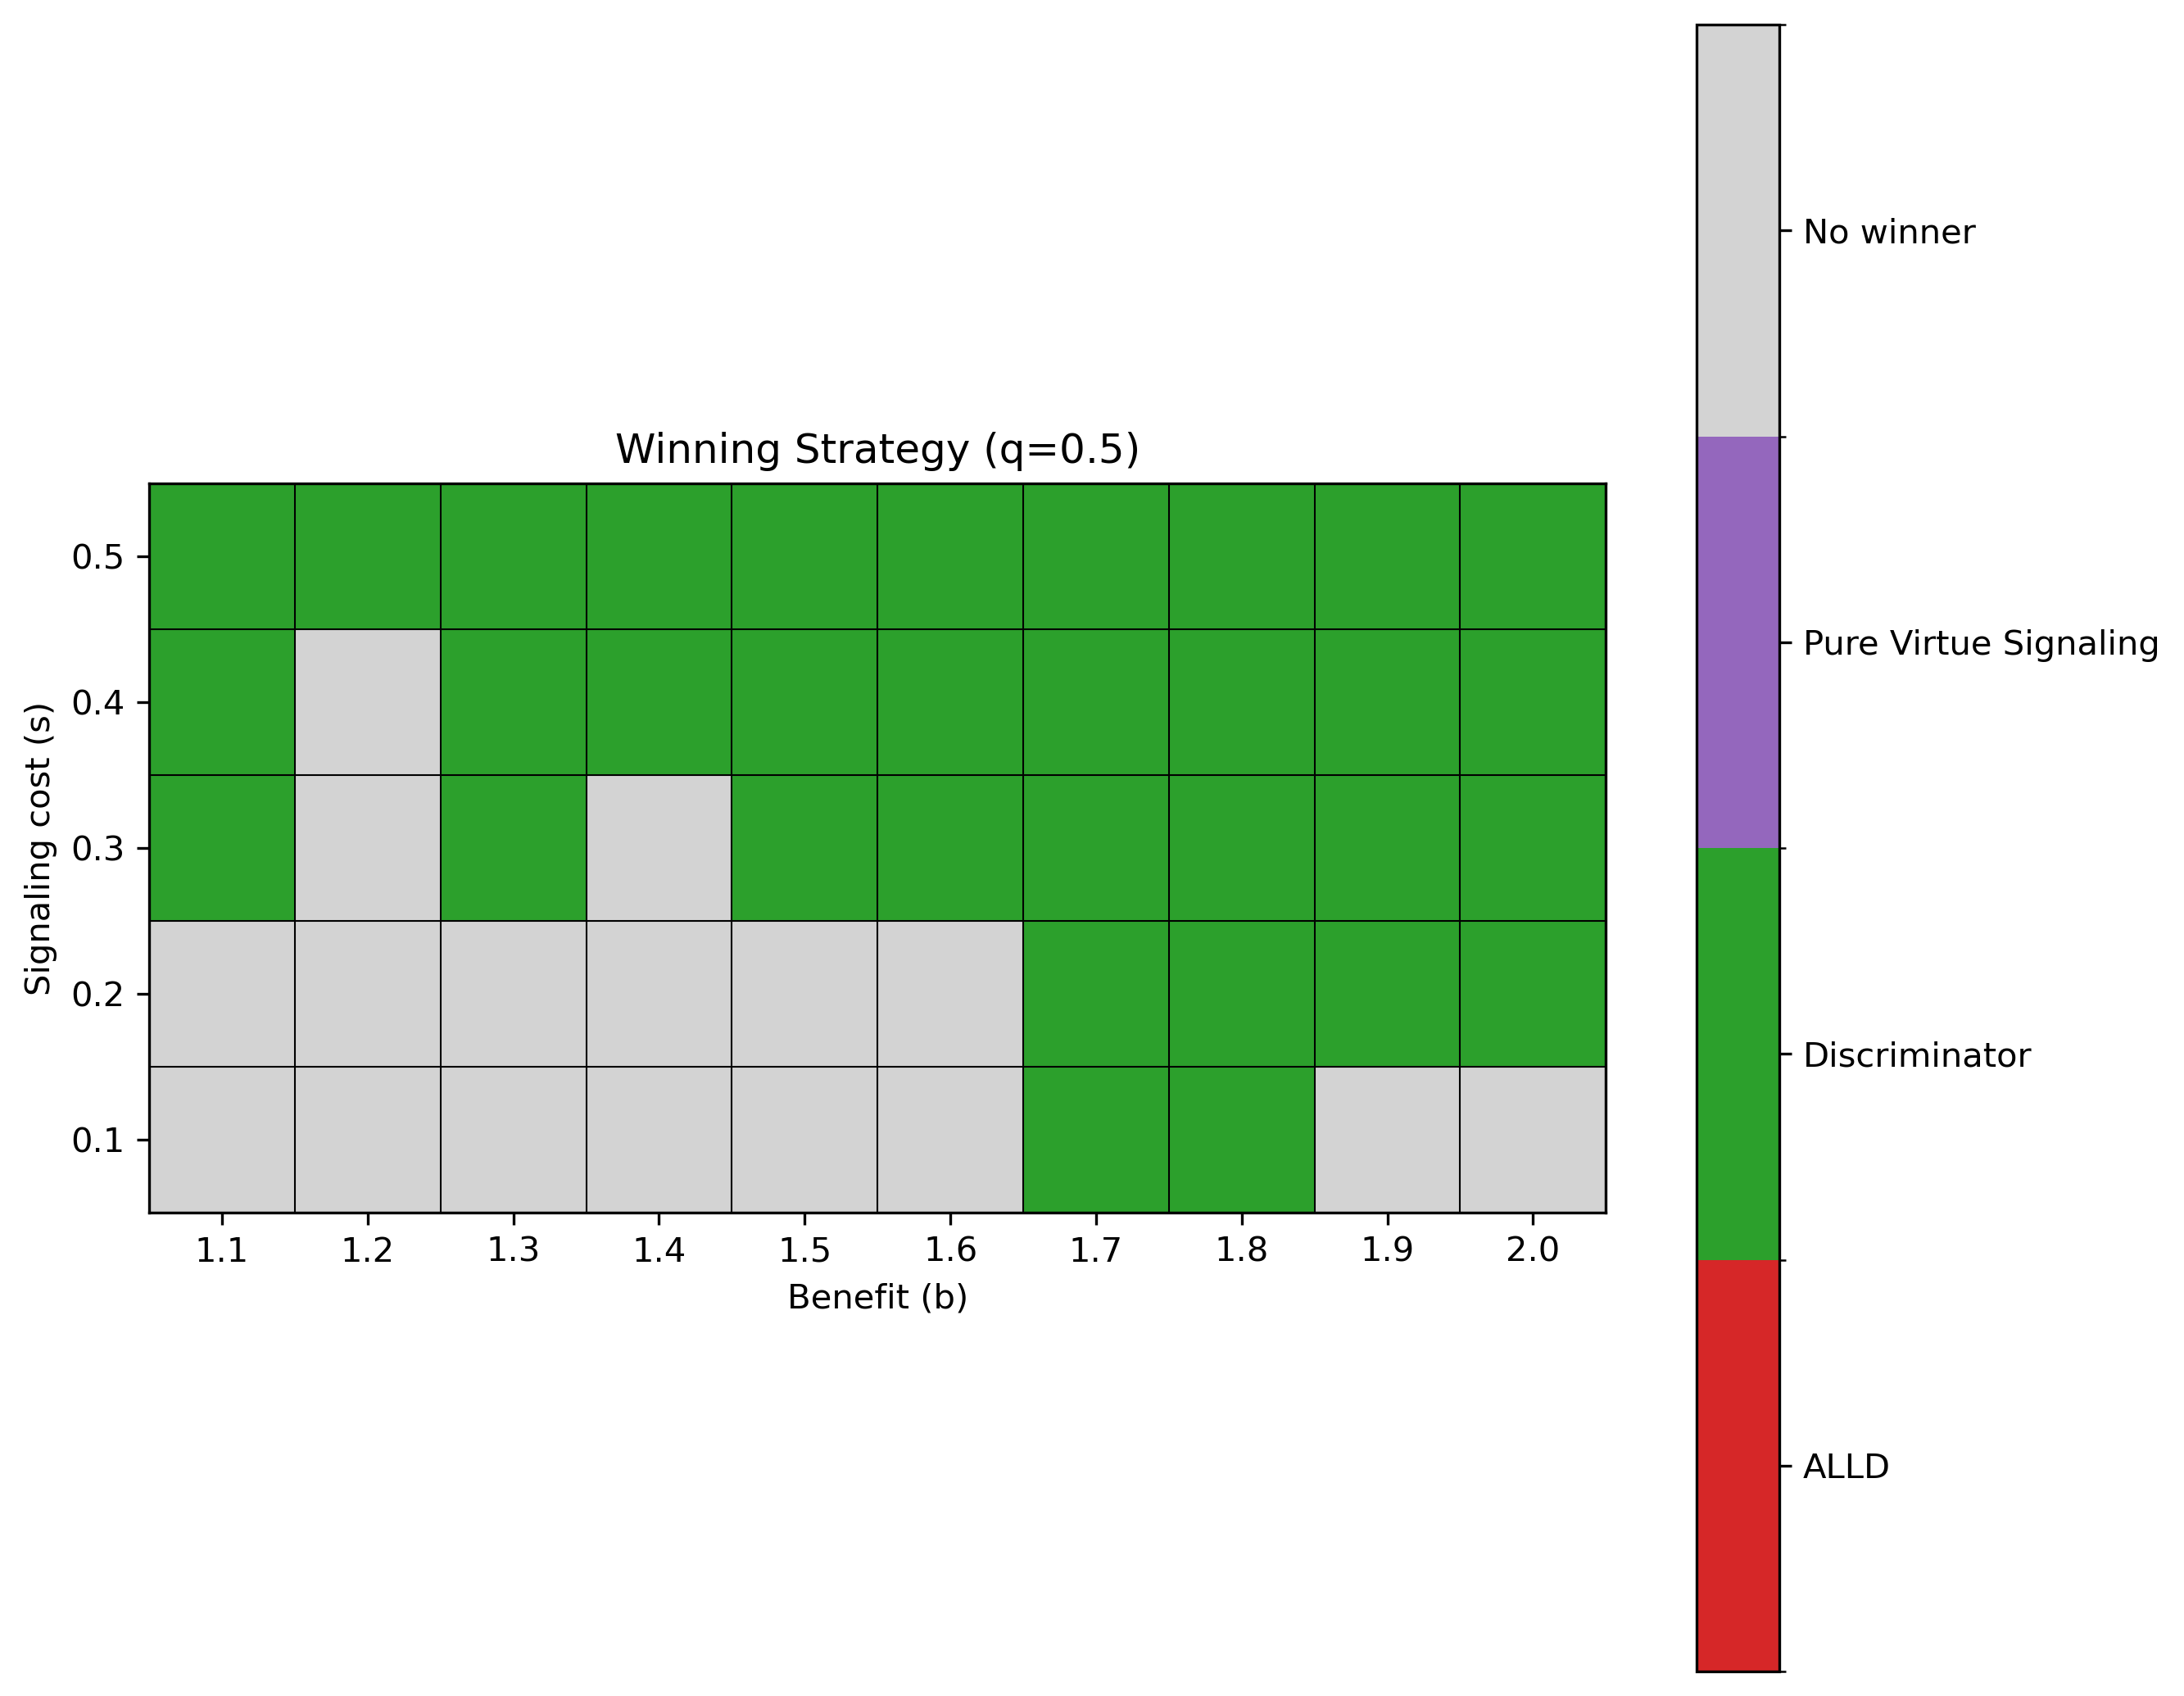 Winning Strategy (q=0.5)
Signaling cost (s)
0.5
0.4
0.3
0.2
0.1
1.1 1.2 1.3 1.4 1.5 1.6 1.7 1.8 1.9 2.0
Benefit (b)
No winner
Pure Virtue Signaling
Discriminator
ALLD